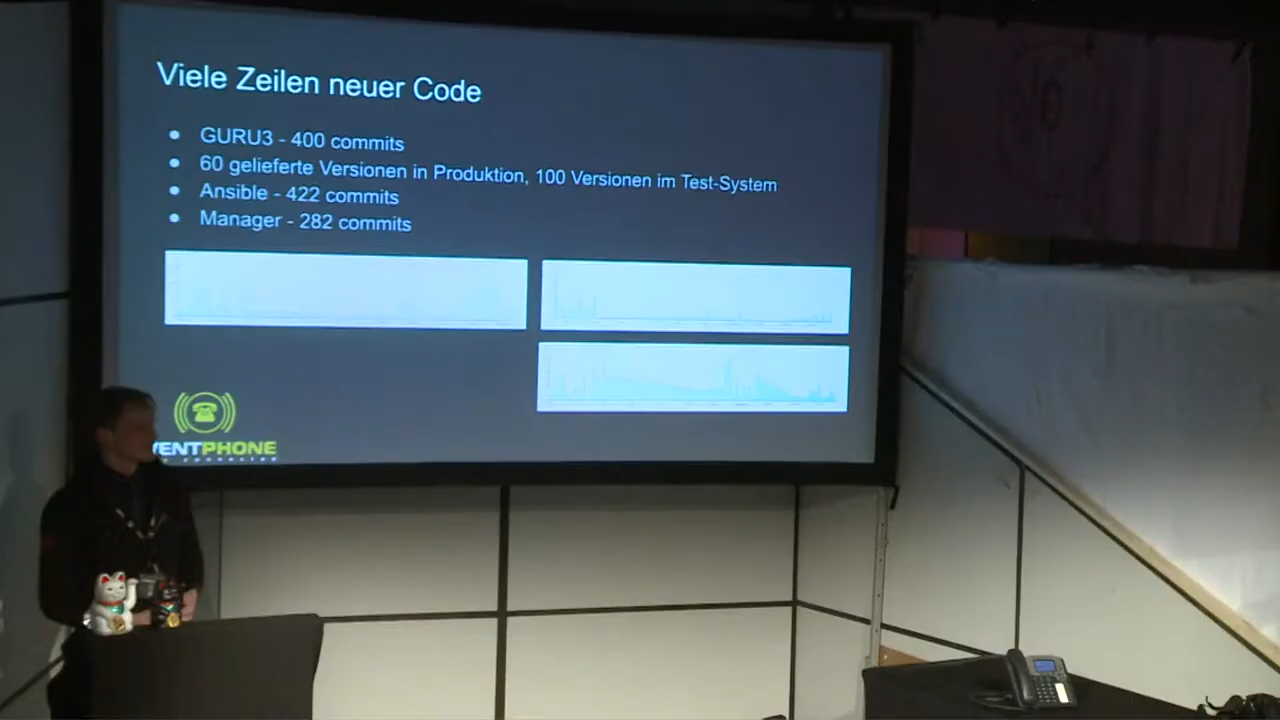 Viele Zeilen neuer Code
GURU3 - 400 commits
60 gelieferte Versionen in Produktion, 100 Versionen im Test-System
Ansible - 422 commits
Manager - 282 commits
VENTPHONE